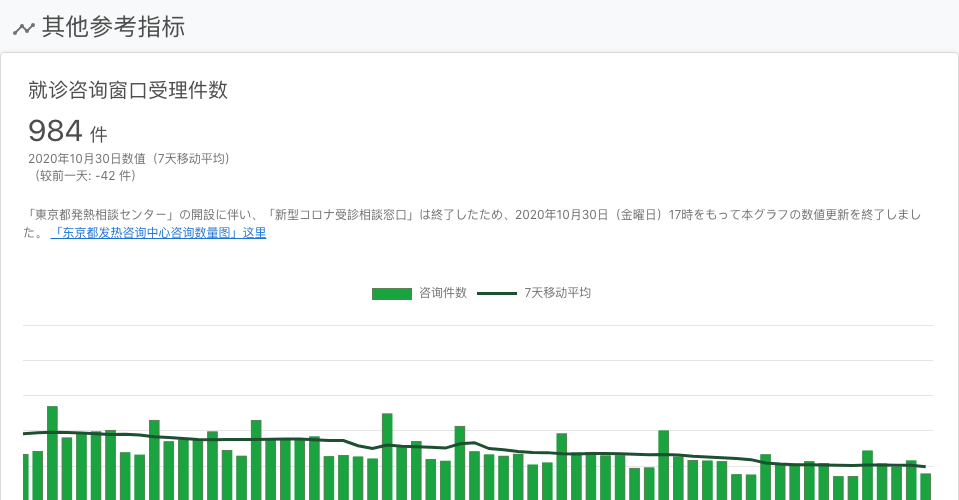 其他参考指标
就诊咨询窗口受理件数
984 件
2020年10月30日数值（7天移动平均）
（较前一天: -42 件）
「東京都発熱相談センター」の開設に伴い、「新型コロナ受診相談窓口」は終了したため、2020年10月30日（金曜日）17時をもって本グラフの数値更新を終了しまし
た。 「东京都发热咨询中心咨询数量图」这里
咨询件数 7天移动平均